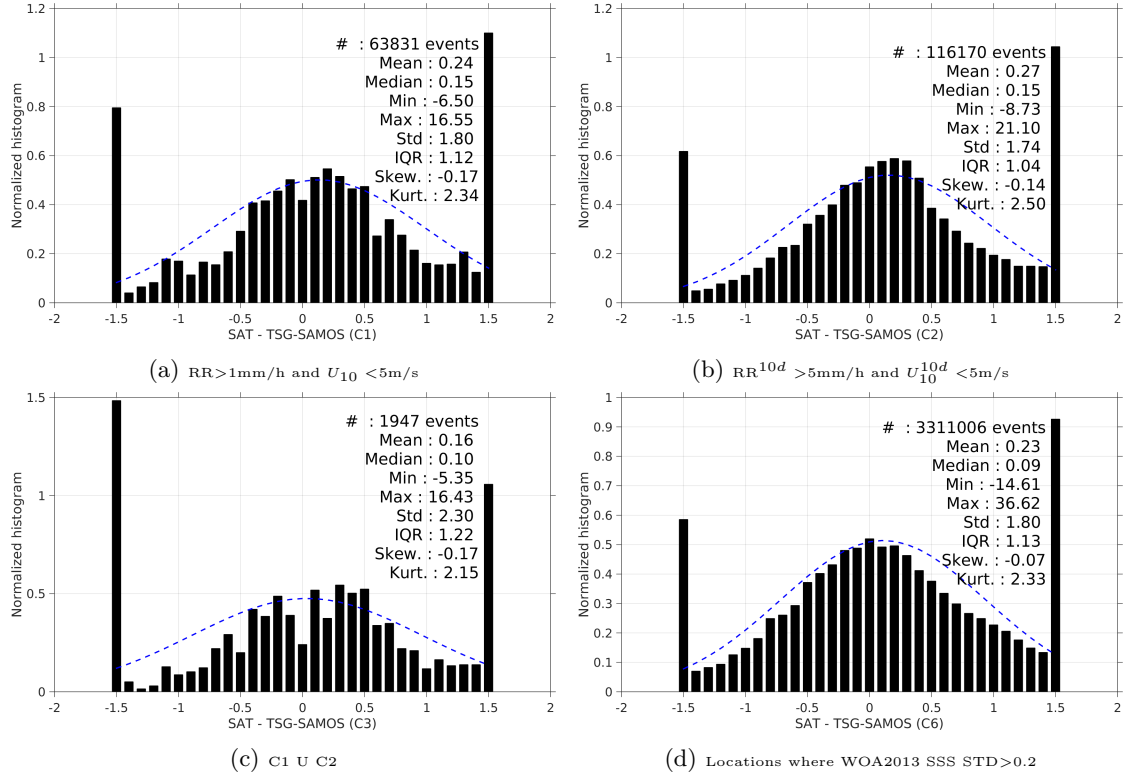 1.2
1
0.8
0.6
0.4
0.2
0
Normalized histogram
# : 63831 events
Mean : 0.24
Median : 0.15
Min : -6.50
Max : 16.55
Std : 1.80
IQR : 1.12
Skew. : -0.17
Kurt. : 2.34
-2 -1.5 -1 -0.5 0 0.5 1 1.5 2
SAT - TSG-SAMOS (C1)
(a) RR>1mm/h and U10 <5m/s
1.2
1
0.8
0.6
0.4
0.2
0
Normalized histogram
# : 116170 events
Mean : 0.27
Median : 0.15
Min : -8.73
Max : 21.10
Std : 1.74
IQR : 1.04
Skew. : -0.14
Kurt. : 2.50
-2 -1.5 -1 -0.5 0 0.5 1 1.5 2
SAT - TSG-SAMOS (C2)
(b) RR^10d >5mm/h and U10^10d <5m/s
1.5
1
0.5
0
Normalized histogram
# : 1947 events
Mean : 0.16
Median : 0.10
Min : -5.35
Max : 16.43
Std : 2.30
IQR : 1.22
Skew. : -0.17
Kurt. : 2.15
-2 -1.5 -1 -0.5 0 0.5 1 1.5 2
SAT - TSG-SAMOS (C3)
(c) C1 U C2
1
0.9
0.8
0.7
0.6
0.5
0.4
0.3
0.2
0.1
0
Normalized histogram
# : 3311006 events
Mean : 0.23
Median : 0.09
Min : -14.61
Max : 36.62
Std : 1.80
IQR : 1.13
Skew. : -0.07
Kurt. : 2.33
-2 -1.5 -1 -0.5 0 0.5 1 1.5 2
SAT - TSG-SAMOS (C6)
(d) Locations where WOA2013 SSS STD>0.2